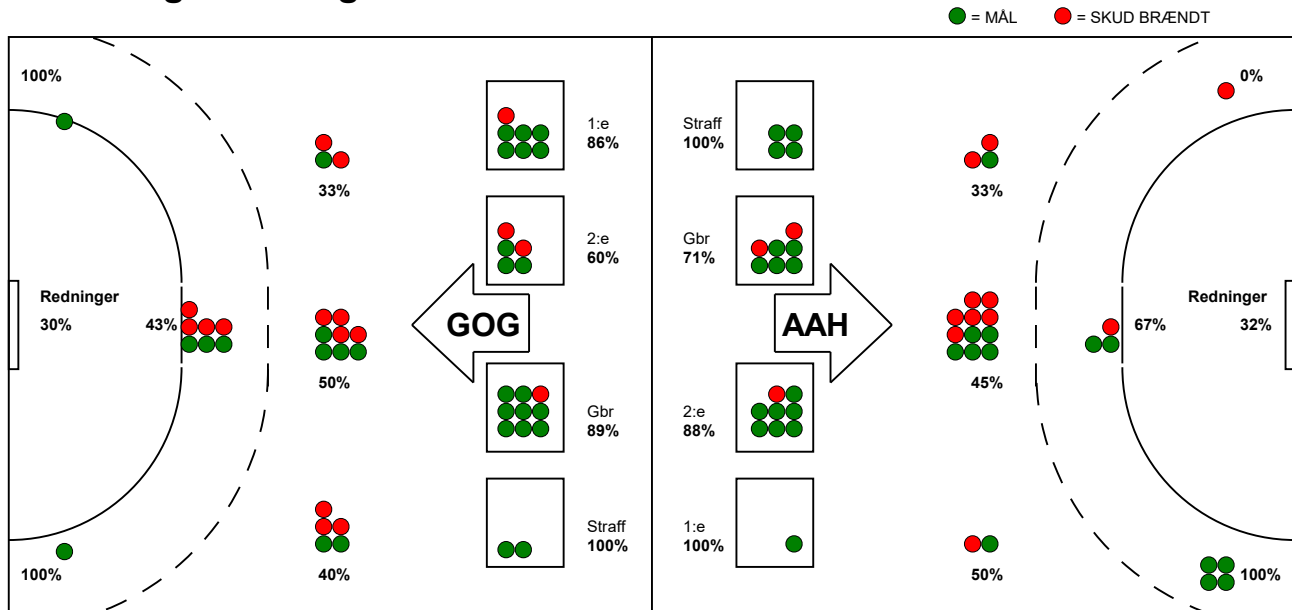 = MÅL = SKUD BRÆNDT
100%
0%
1:e
86%
Straff
100%
33%
33%
2:e
60%
Gbr
71%
Redninger
30%
43%
GOG
AAH
67%
Redninger
32%
50%
45%
Gbr
89%
2:e
88%
Straff
100%
1:e
100%
100%
40%
50%
100%